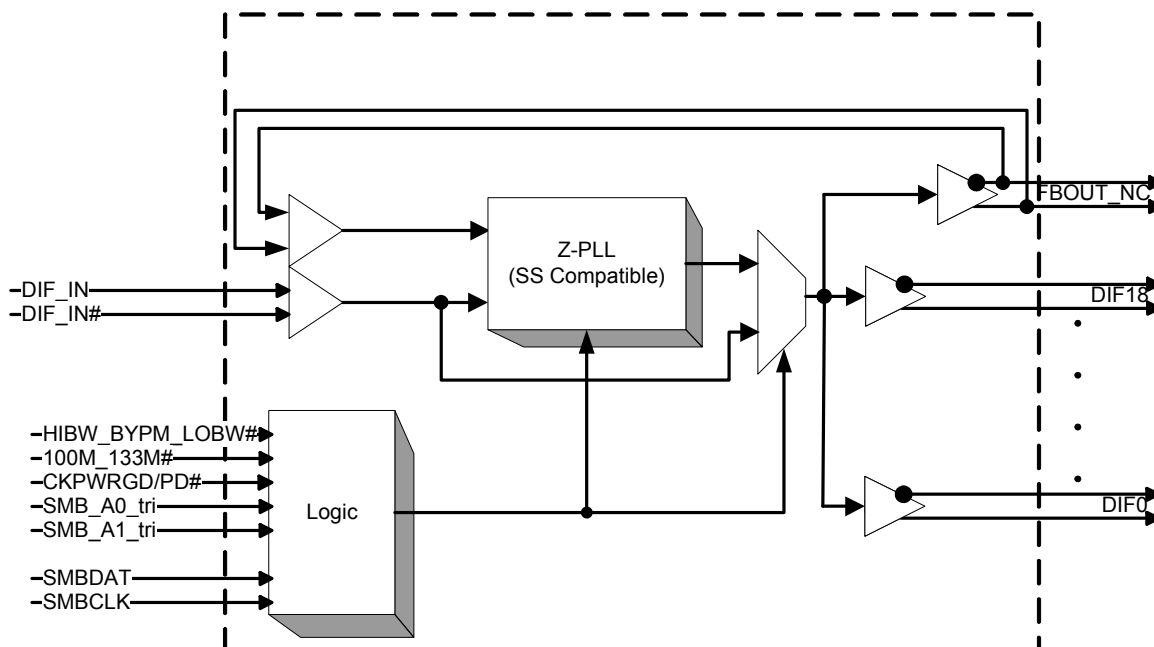 Z-PLL
(SS Compatible)
FBOUT_NC
DIF_IN
DIF_IN#
DIF18
HIBW_BYPM_LOBW#
100M_133M#
CKPWRGD/PD#
SMB_A0_tri
SMB_A1_tri
SMBDAT
SMBCLK
Logic
DIF0